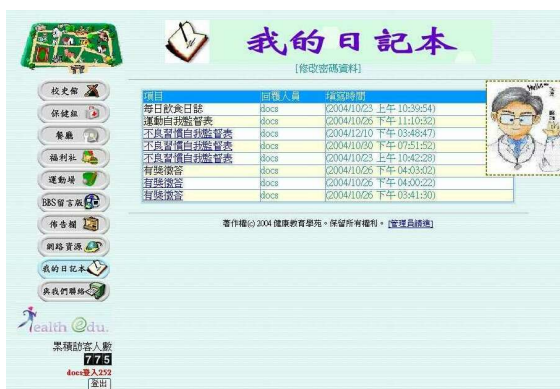 我的日記本
[修改密碼資料]
校史館
保健組
餐廳
福利社
運動場
BBS留言版
佈告欄
網路資源
我的日記本
與我們聯絡
項目 回覆人員 填寫時間
每日飲食日誌 docs (2004/10/23 上午 10:39:54)
運動自我監督表 docs (2004/10/26 下午 11:10:32)
不良習慣自我監督表 docs (2004/12/10 下午 03:48:47)
不良習慣自我監督表 docs (2004/10/30 下午 07:51:52)
不良習慣自我監督表 docs (2004/10/23 上午 10:42:28)
有獎徵答 docs (2004/10/26 下午 04:03:02)
有獎徵答 docs (2004/10/26 下午 04:00:22)
有獎徵答 docs (2004/10/26 下午 03:41:30)
著作權(c) 2004 健康教育學苑。保留所有權利。 [管理員請進]
Hello~
Health @du.
累積訪客人數
775
docs登入252
登出